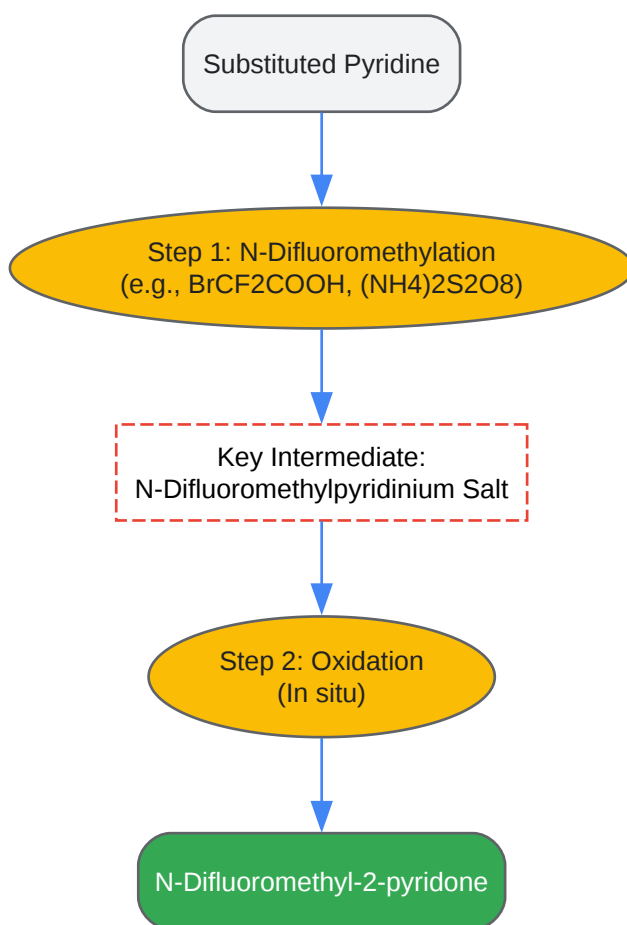 Substituted Pyridine
Step 1: N-Difluoromethylation
(e.g., BrCF2COOH, (NH4)2S2O8)
Key Intermediate:
N-Difluoromethylpyridinium Salt
Step 2: Oxidation
(In situ)
N-Difluoromethyl-2-pyridone